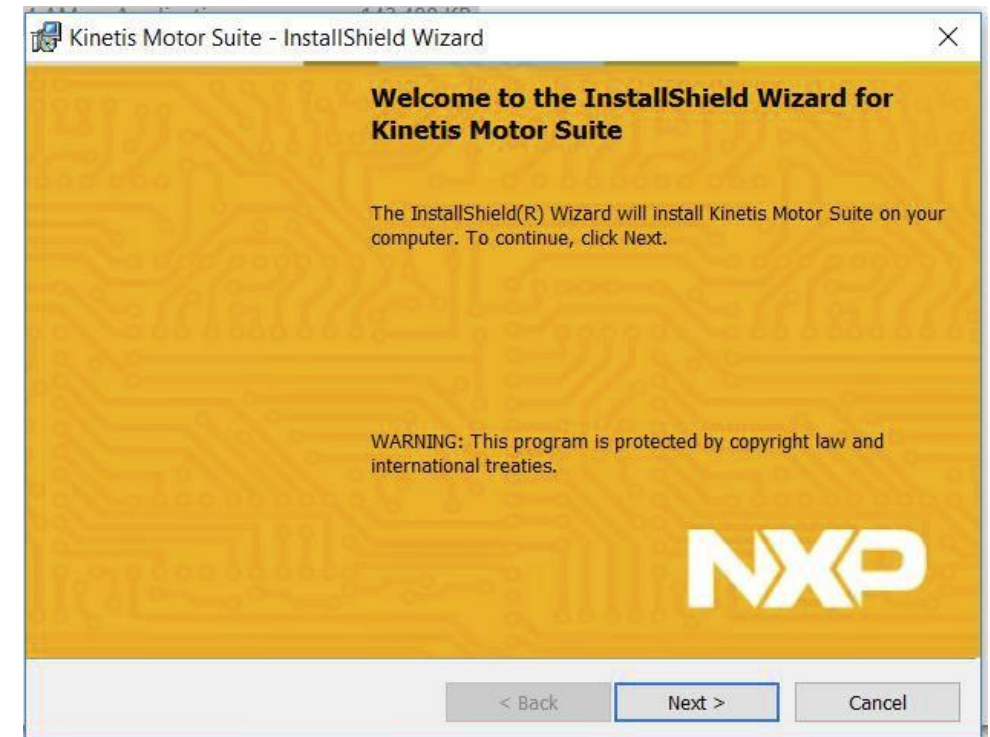 Kinetis Motor Suite - InstallShield Wizard
Welcome to the InstallShield Wizard for
Kinetis Motor Suite
The InstallShield(R) Wizard will install Kinetis Motor Suite on your
computer. To continue, click Next.
WARNING: This program is protected by copyright law and
international treaties.
NXP
< Back
Next >
Cancel